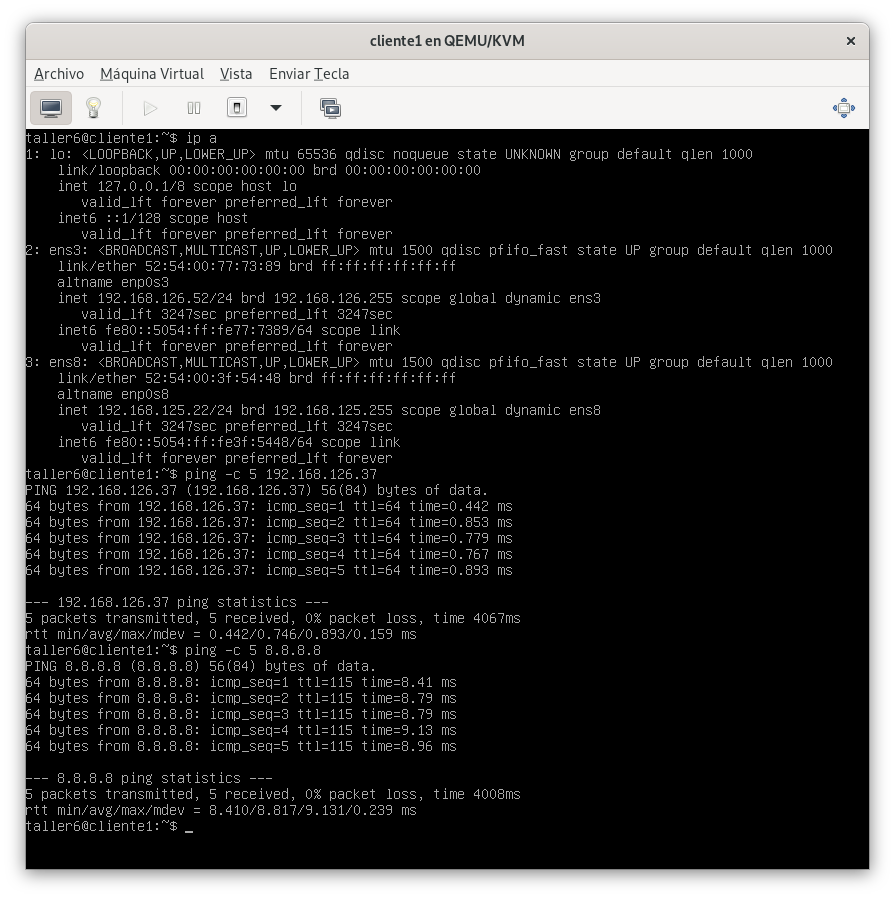 cliente1 en QEMU/KVM
Archivo Máquina Virtual Vista Enviar Tecla
taller6@cliente1:~$ ip a
1: lo: <LOOPBACK,UP,LOWER_UP> mtu 65536 qdisc noqueue state UNKNOWN group default qlen 1000
    link/loopback 00:00:00:00:00:00 brd 00:00:00:00:00:00
    inet 127.0.0.1/8 scope host lo
       valid_lft forever preferred_lft forever
    inet6 ::1/128 scope host
       valid_lft forever preferred_lft forever
2: ens3: <BROADCAST,MULTICAST,UP,LOWER_UP> mtu 1500 qdisc pfifo_fast state UP group default qlen 1000
    link/ether 52:54:00:77:73:89 brd ff:ff:ff:ff:ff:ff
    altname enp0s3
    inet 192.168.126.52/24 brd 192.168.126.255 scope global dynamic ens3
       valid_lft 3247sec preferred_lft 3247sec
    inet6 fe80::5054:ff:fe77:7389/64 scope link
       valid_lft forever preferred_lft forever
3: ens8: <BROADCAST,MULTICAST,UP,LOWER_UP> mtu 1500 qdisc pfifo_fast state UP group default qlen 1000
    link/ether 52:54:00:3f:54:48 brd ff:ff:ff:ff:ff:ff
    altname enp0s8
    inet 192.168.125.22/24 brd 192.168.125.255 scope global dynamic ens8
       valid_lft 3247sec preferred_lft 3247sec
    inet6 fe80::5054:ff:fe3f:5448/64 scope link
       valid_lft forever preferred_lft forever
taller6@cliente1:~$ ping -c 5 192.168.126.37
PING 192.168.126.37 (192.168.126.37) 56(84) bytes of data.
64 bytes from 192.168.126.37: icmp_seq=1 ttl=64 time=0.442 ms
64 bytes from 192.168.126.37: icmp_seq=2 ttl=64 time=0.853 ms
64 bytes from 192.168.126.37: icmp_seq=3 ttl=64 time=0.779 ms
64 bytes from 192.168.126.37: icmp_seq=4 ttl=64 time=0.767 ms
64 bytes from 192.168.126.37: icmp_seq=5 ttl=64 time=0.893 ms

--- 192.168.126.37 ping statistics ---
5 packets transmitted, 5 received, 0% packet loss, time 4067ms
rtt min/avg/max/mdev = 0.442/0.746/0.893/0.159 ms
taller6@cliente1:~$ ping -c 5 8.8.8.8
PING 8.8.8.8 (8.8.8.8) 56(84) bytes of data.
64 bytes from 8.8.8.8: icmp_seq=1 ttl=115 time=8.41 ms
64 bytes from 8.8.8.8: icmp_seq=2 ttl=115 time=8.79 ms
64 bytes from 8.8.8.8: icmp_seq=3 ttl=115 time=8.79 ms
64 bytes from 8.8.8.8: icmp_seq=4 ttl=115 time=9.13 ms
64 bytes from 8.8.8.8: icmp_seq=5 ttl=115 time=8.96 ms

--- 8.8.8.8 ping statistics ---
5 packets transmitted, 5 received, 0% packet loss, time 4008ms
rtt min/avg/max/mdev = 8.410/8.817/9.131/0.239 ms
taller6@cliente1:~$ _